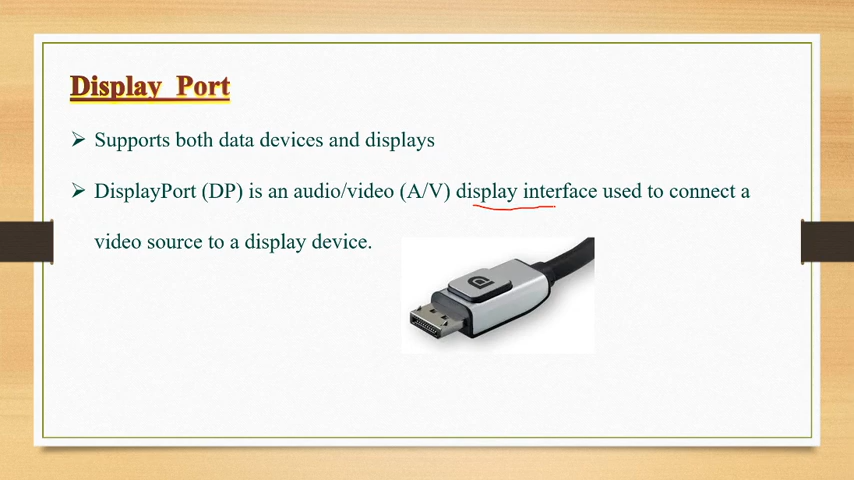 Display Port
➢ Supports both data devices and displays
➢ DisplayPort (DP) is an audio/video (A/V) display interface used to connect a
video source to a display device.